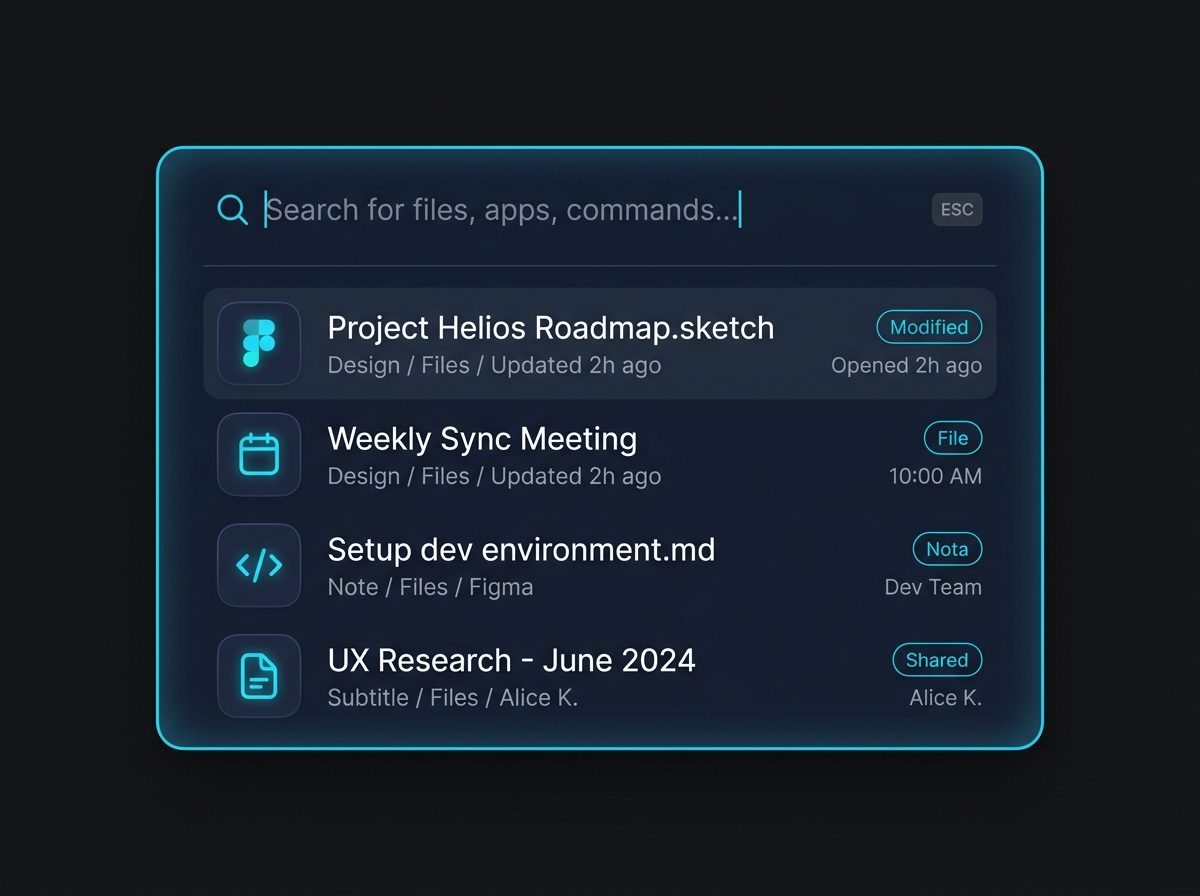 Search for files, apps, commands...
ESC
Project Helios Roadmap.sketch
Modified
Design / Files / Updated 2h ago
Opened 2h ago
Weekly Sync Meeting
File
Design / Files / Updated 2h ago
10:00 AM
Setup dev environment.md
Nota
Note / Files / Figma
Dev Team
UX Research - June 2024
Shared
Subtitle / Files / Alice K.
Alice K.